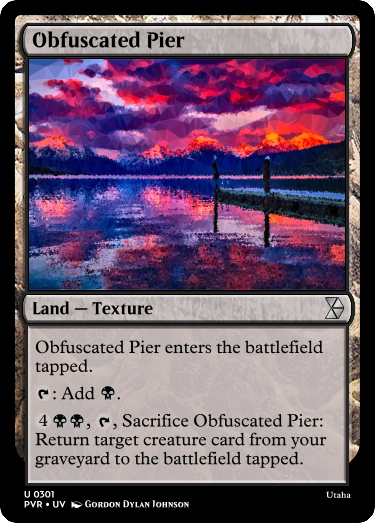 Obfuscated Pier
Land — Texture
Obfuscated Pier enters the battlefield
tapped.
: Add .
4 , , Sacrifice Obfuscated Pier:
Return target creature card from your
graveyard to the battlefield tapped.
U 0301
Utaha
PVR • UV Gordon Dylan Johnson